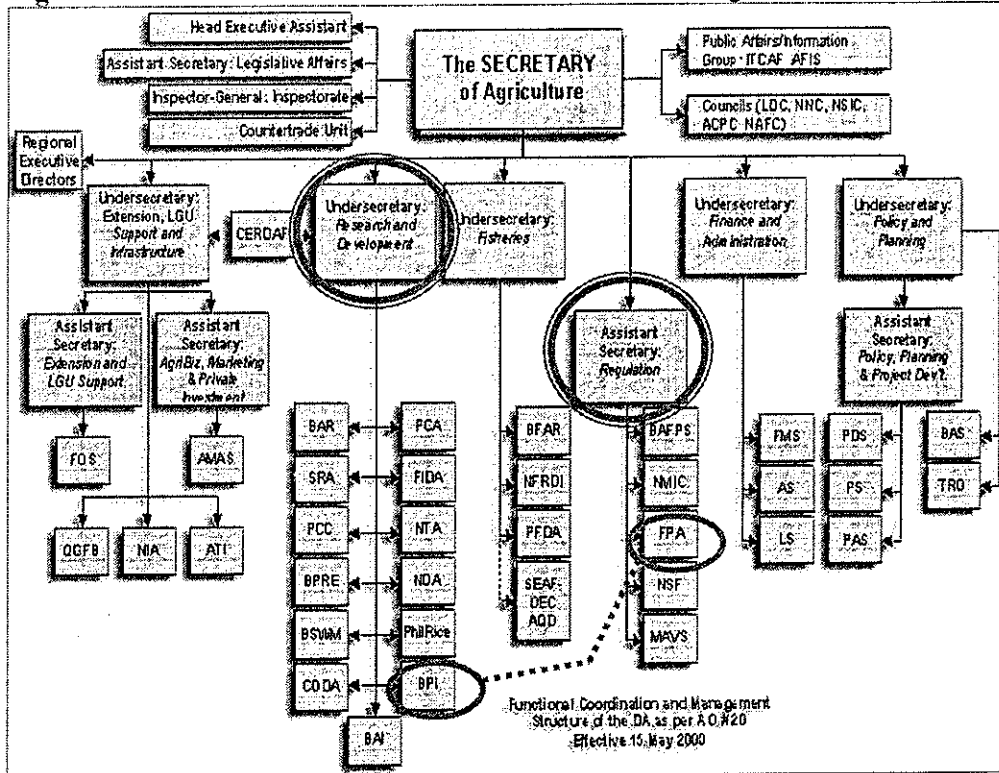 Head Executive Assistant
Assistant Secretary: Legislative Affairs
Inspector-General: Inspectorate
Countertrade Unit
The SECRETARY
of Agriculture
Public Affairs/Information
Group - ITCAF AFIS
Councils (LDC, NNC, NSIC,
ACPC NAFC)
Regional
Executive
Directors
Undersecretary:
Extension, LGU
Support and
Infrastructure
CERDAF
Undersecretary:
Research and
Development
Undersecretary:
Fisheries
Undersecretary:
Finance and
Administration
Undersecretary:
Policy and
Planning
Assistant
Secretary:
Extension and
LGU Support
Assistant
Secretary:
AgriBiz, Marketing
& Private
Investment
Assistant
Secretary:
Regulation
Assistant
Secretary:
Policy, Planning
& Project Dev't
FOS
AMAS
NIA
ATI
BAR
PCA
SRA
FIDA
PCC
NTA
BPRE
NDA
BSWM
PhilRice
CODA
BPI
BAI
BFAR
NFRDI
PFDA
SEAF
DEC
AQD
BAFPS
NMIC
FPA
NSF
MAVS
FMS
AS
LS
PDS
PS
PAS
BAS
TRO
Functional Coordination and Management
Structure of the DA as per A O #20
Effective 15 May 2000